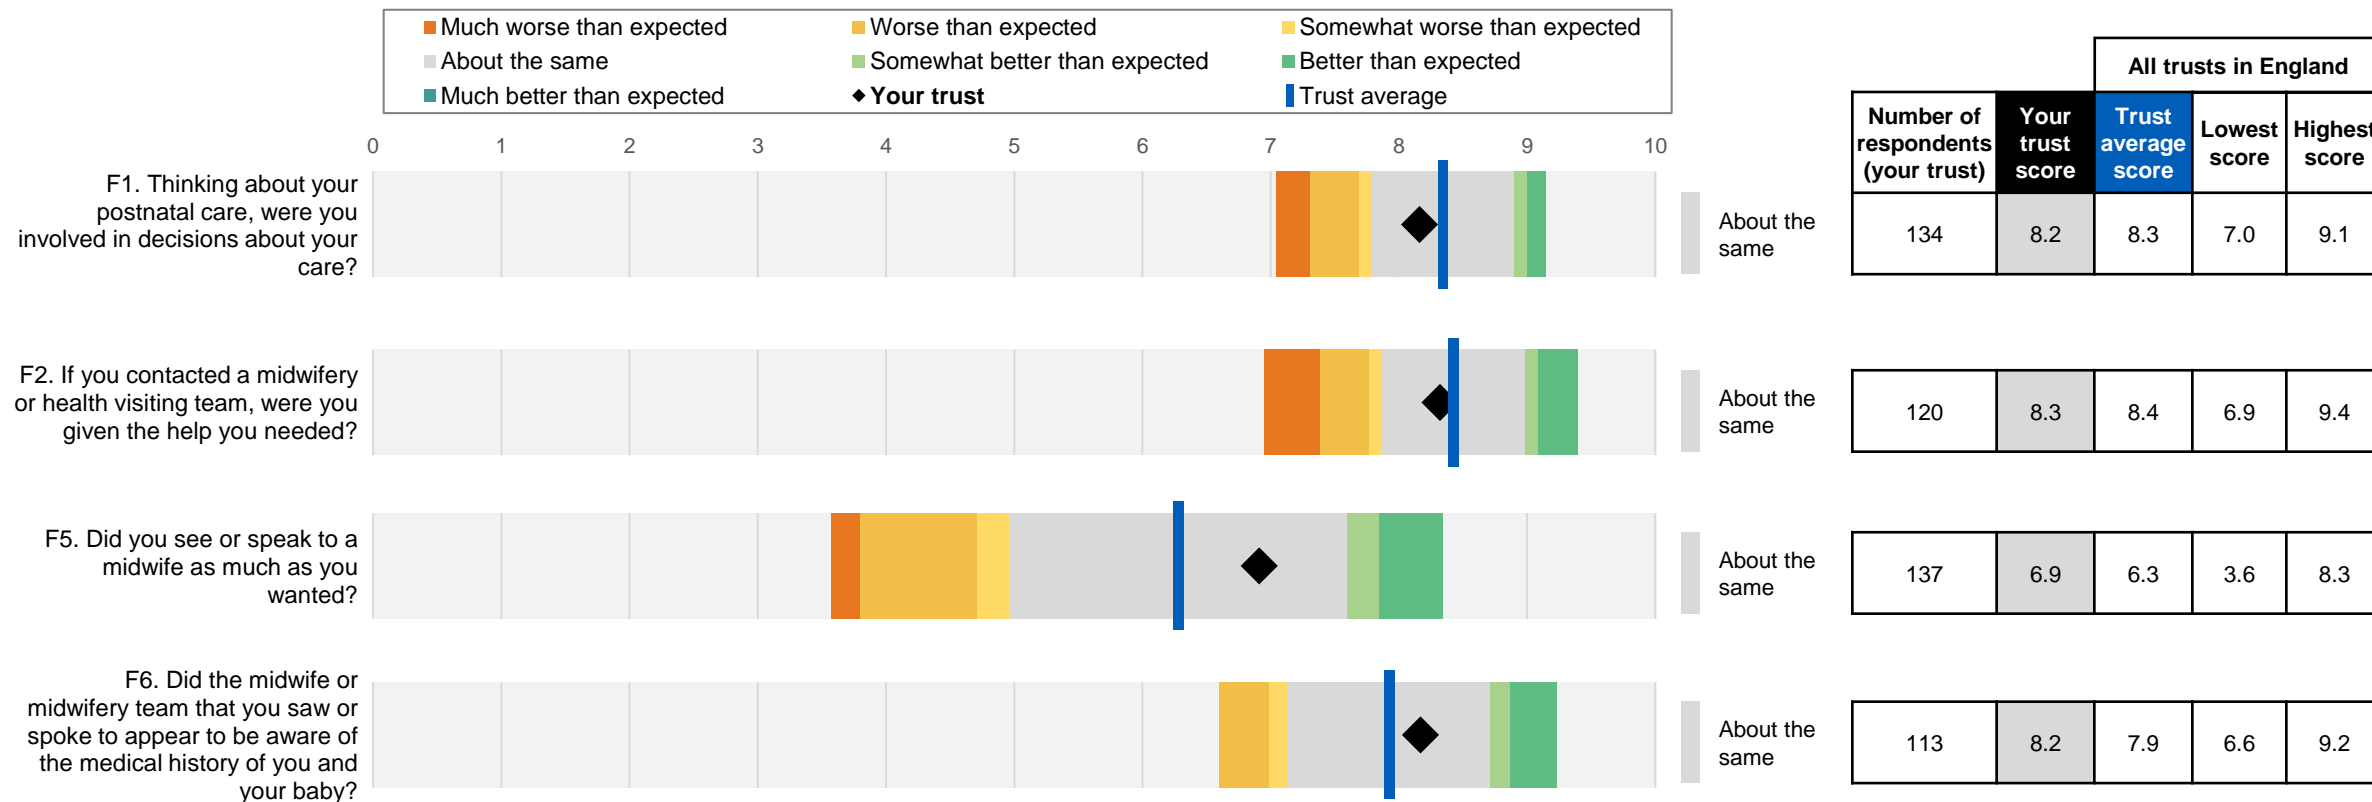 Much worse than expected
Worse than expected
Somewhat worse than expected
About the same
Somewhat better than expected
Better than expected
Much better than expected
Your trust
Trust average
All trusts in England
Number of respondents (your trust)
Your trust score
Trust average score
Lowest score
Highest score
0 1 2 3 4 5 6 7 8 9 10
F1. Thinking about your
postnatal care, were you
involved in decisions about your
care?
About the
same
134 8.2 8.3 7.0 9.1
F2. If you contacted a midwifery
or health visiting team, were you
given the help you needed?
About the
same
120 8.3 8.4 6.9 9.4
F5. Did you see or speak to a
midwife as much as you
wanted?
About the
same
137 6.9 6.3 3.6 8.3
F6. Did the midwife or
midwifery team that you saw or
spoke to appear to be aware of
the medical history of you and
your baby?
About the
same
113 8.2 7.9 6.6 9.2